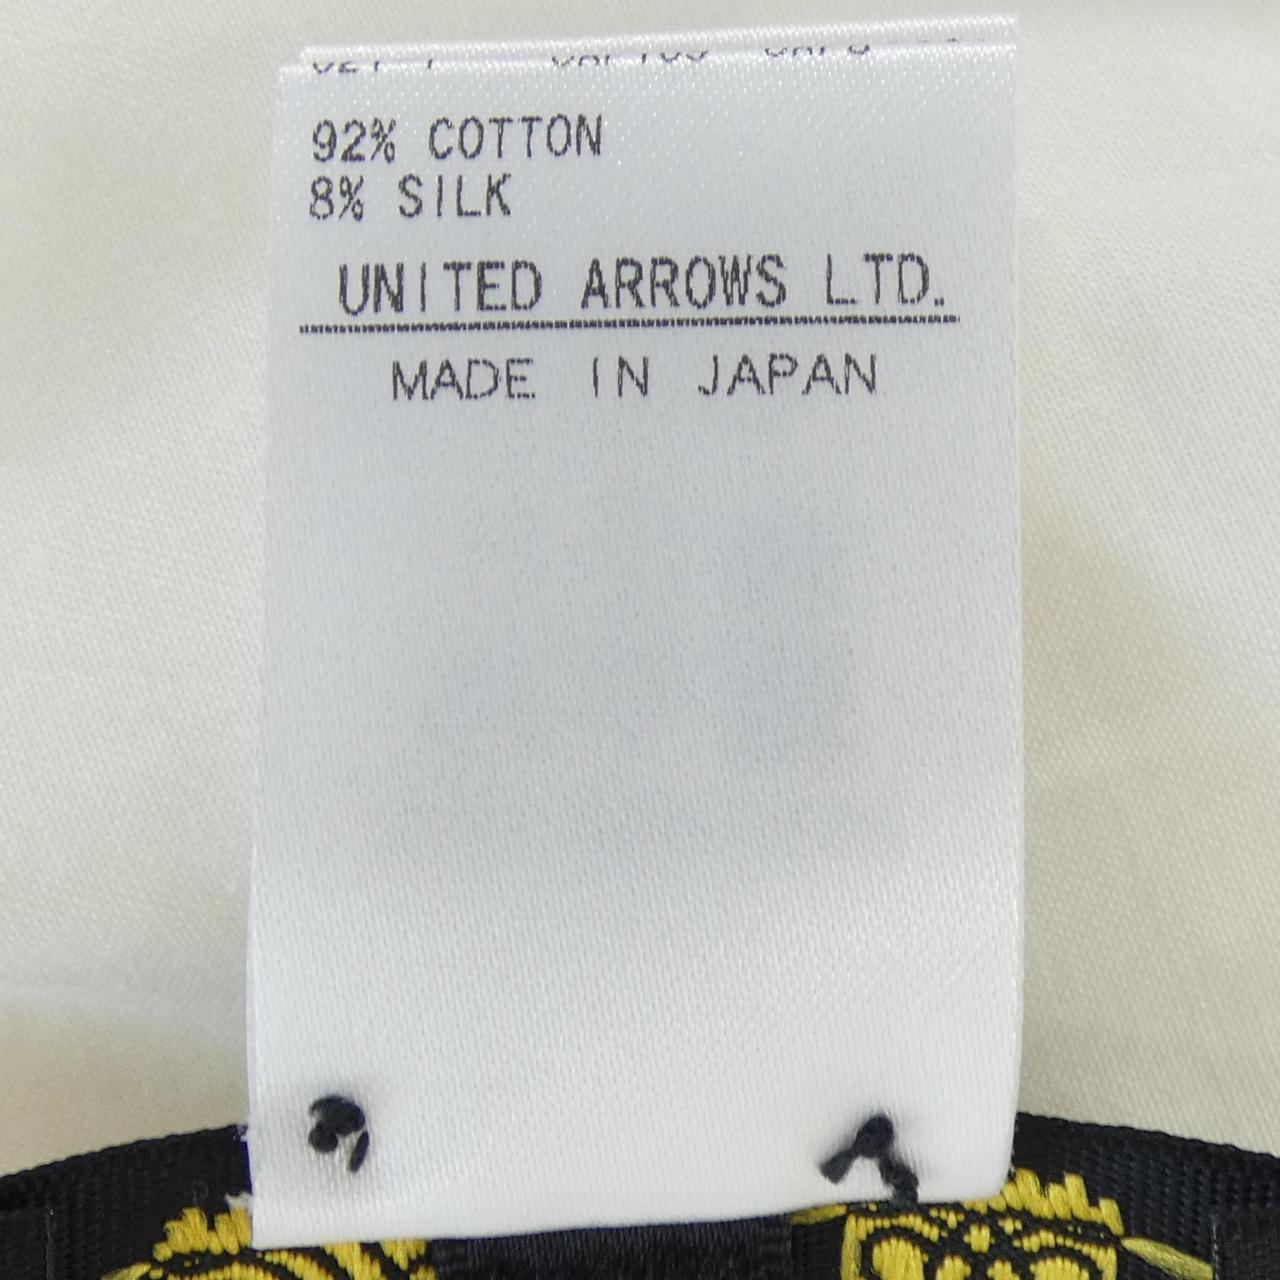 92% COTTON
8% SILK
UNITED ARROWS LTD.
MADE IN JAPAN